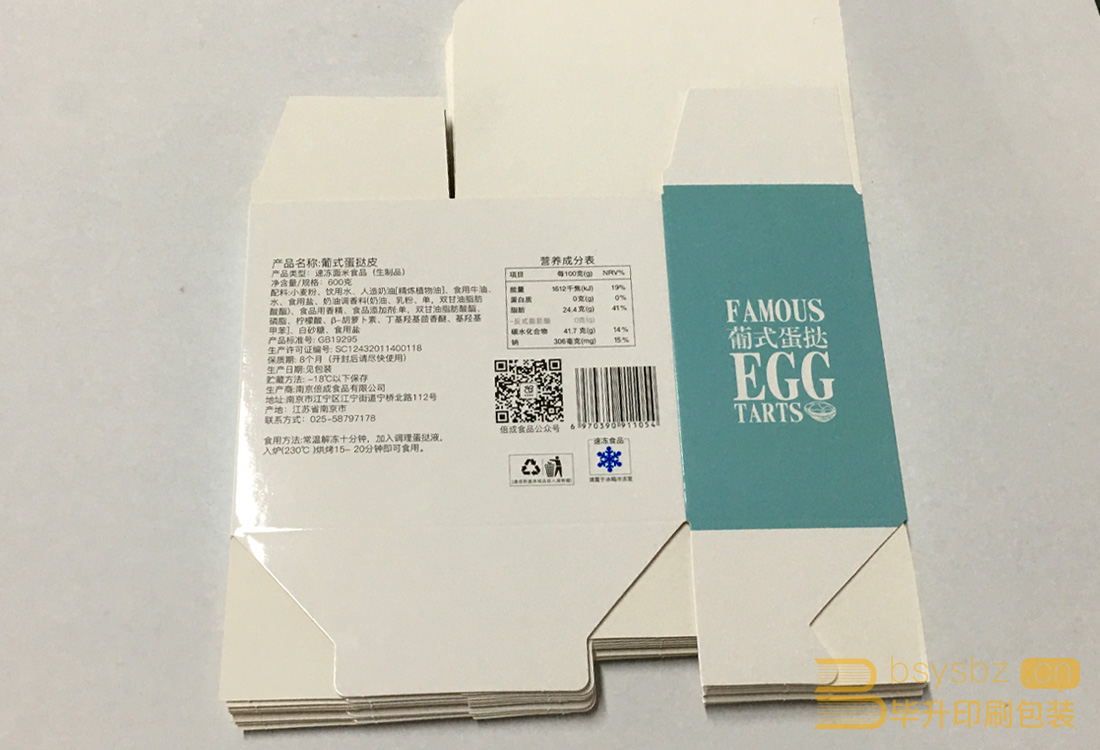 产品名称:葡式蛋挞皮
产品类型: 速冻面米食品 (生制品)
净含量/规格: 600克
配料:小麦粉、饮用水、人造奶油[精炼植物油]、食用牛油、
水、食用盐、奶油调香料(奶油、乳粉、单, 双甘油脂肪
酸酯)、食品用香精、食品添加剂:单、双甘油脂肪酸酯、
磷脂, 柠檬酸、β-胡萝卜素、丁基羟基茴香醚、基羟基
甲苯]、白砂糖、食用盐
产品标准号: GB19295
生产许可证编号: SC12432011400118
保质期: 8个月 (开封后请尽快使用)
生产日期:见包装
贮藏方法: -18℃以下保存
生产商:南京倍成食品有限公司
地址:南京市江宁区江宁街道宁桥北路112号
产地: 江苏省南京市
联系方式: 025-58797178
食用方法:常温解冻十分钟，加入调理蛋挞液，
入炉(230℃)烘烤15- 20分钟即可食用。
营养成分表
项目 每100克(g) NRV%
能量 1612千焦(kJ) 19%
蛋白质 0克(g) 0%
脂肪 24.4克(g) 41%
-反式脂肪酸 0克(g)
碳水化合物 41.7克(g) 14%
钠 306毫克(mg) 15%
倍成食品公众号
6 970390 911054
速冻食品
FAMOUS
葡式蛋挞
EGG
TARTS
bsysbz.cn
毕升印刷包装